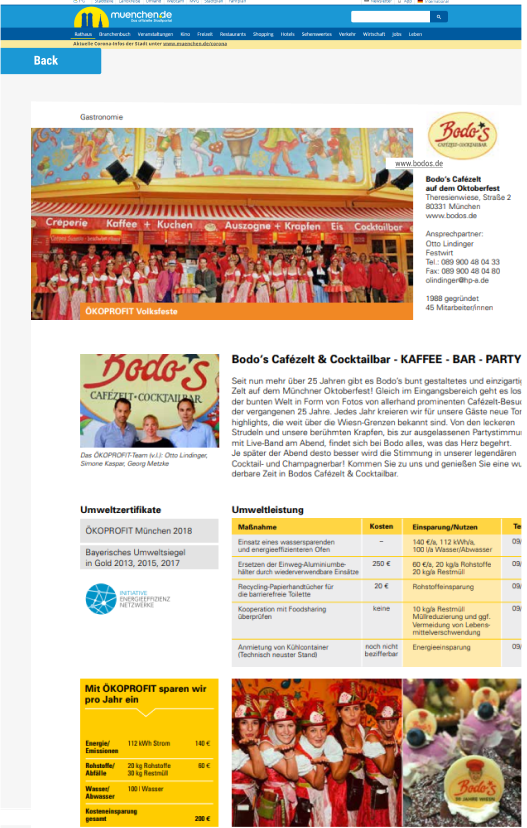 muenchen.de
Das offizielle Stadtportal
Rathaus Branchenbuch Veranstaltungen Kino Freizeit Restaurants Shopping Hotels Sehenswertes Verkehr Wirtschaft Jobs Leben
Aktuelle Corona-Infos der Stadt unter www.muenchen.de/corona
Back
Gastronomie
Bodo's
CAFÉZELT-COCKTAILBAR
www.bodos.de
Crêperie Kaffee + Kuchen Auszogne + Krapfen Eis Cocktailbar
ÖKOPROFIT Volksfeste
Bodo's Cafézelt
auf dem Oktoberfest
Theresienwiese, Straße 2
80331 München
www.bodos.de
Ansprechpartner:
Otto Lindinger
Festwirt
Tel.: 089 900 48 04 33
Fax: 089 900 48 04 80
olindinger@hp-e.de
1988 gegründet
45 Mitarbeiter/innen
Bodo's
CAFÉZELT-COCKTAILBAR
Das ÖKOPROFIT-Team (v.l.): Otto Lindinger,
Simone Kaspar, Georg Metzke
Bodo's Cafézelt & Cocktailbar - KAFFEE - BAR - PARTY
Seit nun mehr über 25 Jahren gibt es Bodo's bunt gestaltetes und einzigartig
Zelt auf dem Münchner Oktoberfest! Gleich im Eingangsbereich geht es los
der bunten Welt in Form von Fotos von allerhand prominenten Cafézelt-Besuc
der vergangenen 25 Jahre. Jedes Jahr kreieren wir für unsere Gäste neue Tor
highlights, die weit über die Wiesn-Grenzen bekannt sind. Von den leckeren
Strudeln und unsere berühmten Krapfen, bis zur ausgelassenen Partystimmu
mit Live-Band am Abend, findet sich bei Bodo alles, was das Herz begehrt.
Je später der Abend desto besser wird die Stimmung in unserer legendären
Cocktail- und Champagnerbar! Kommen Sie zu uns und genießen Sie eine wu
derbare Zeit in Bodos Cafézelt & Cocktailbar.
Umweltzertifikate
ÖKOPROFIT München 2018
Bayerisches Umweltsiegel
in Gold 2013, 2015, 2017
INITIATIVE
ENERGIEEFFIZIENZ
NETZWERKE
Umweltleistung
Maßnahme Kosten Einsparung/Nutzen Te
Einsatz eines wassersparenden
und energieeffizienteren Ofen – 140 €/a, 112 kWh/a,
100 l/a Wasser/Abwasser 09/
Ersetzen der Einweg-Aluminiumbe-
hälter durch wiederverwendbare Einsätze 250 € 60 €/a, 20 kg/a Rohstoffe
20 kg/a Restmüll 09/
Recycling-Papierhandtücher für
die barrierefreie Toilette 20 € Rohstoffeinsparung 09/
Kooperation mit Foodsharing
überprüfen keine 10 kg/a Restmüll
Müllreduzierung und ggf.
Vermeidung von Lebens-
mittelverschwendung 09/
Anmietung von Kühlcontainer
(Technisch neuster Stand) noch nicht
bezifferbar Energieeinsparung 09/
Mit ÖKOPROFIT sparen wir
pro Jahr ein
Energie/
Emissionen 112 kWh Strom 140 €
Rohstoffe/
Abfälle 20 kg Rohstoffe
30 kg Restmüll 60 €
Wasser/
Abwasser 100 l Wasser
Kosteneinsparung
gesamt 200 €
Bodo's